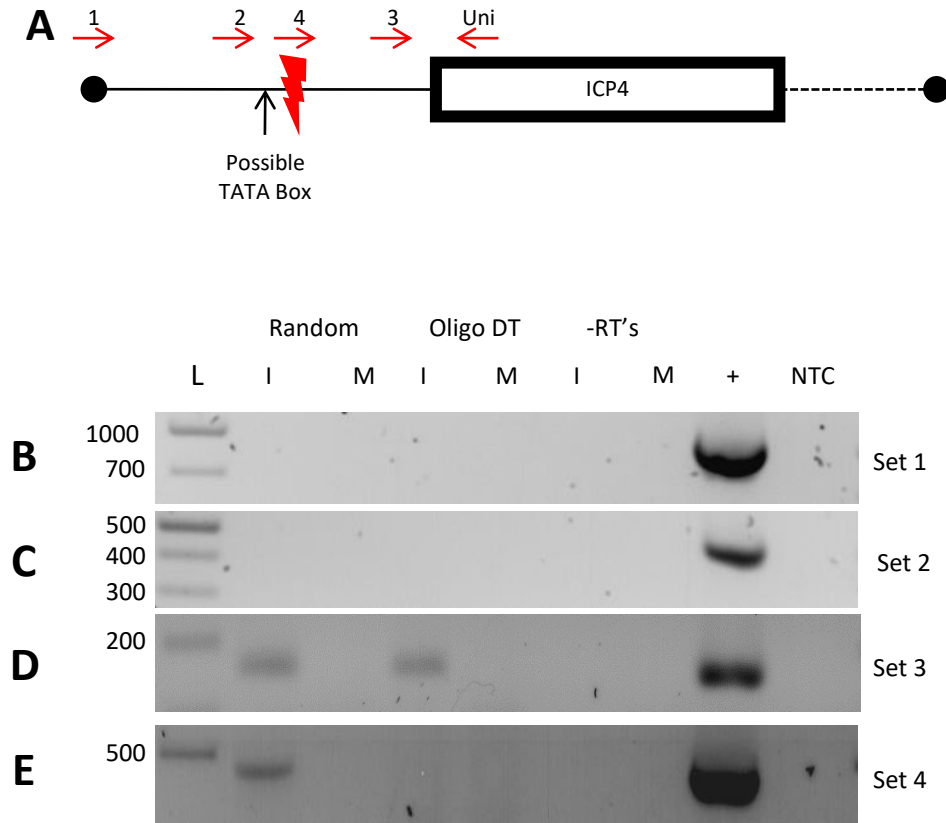 A
1
2
4
3
Uni
ICP4
Possible
TATA Box
Random
Oligo DT
-RT's
L
I
M
I
M
I
M
+
NTC
B
1000
700
Set 1
C
500
400
300
Set 2
D
200
Set 3
E
500
Set 4